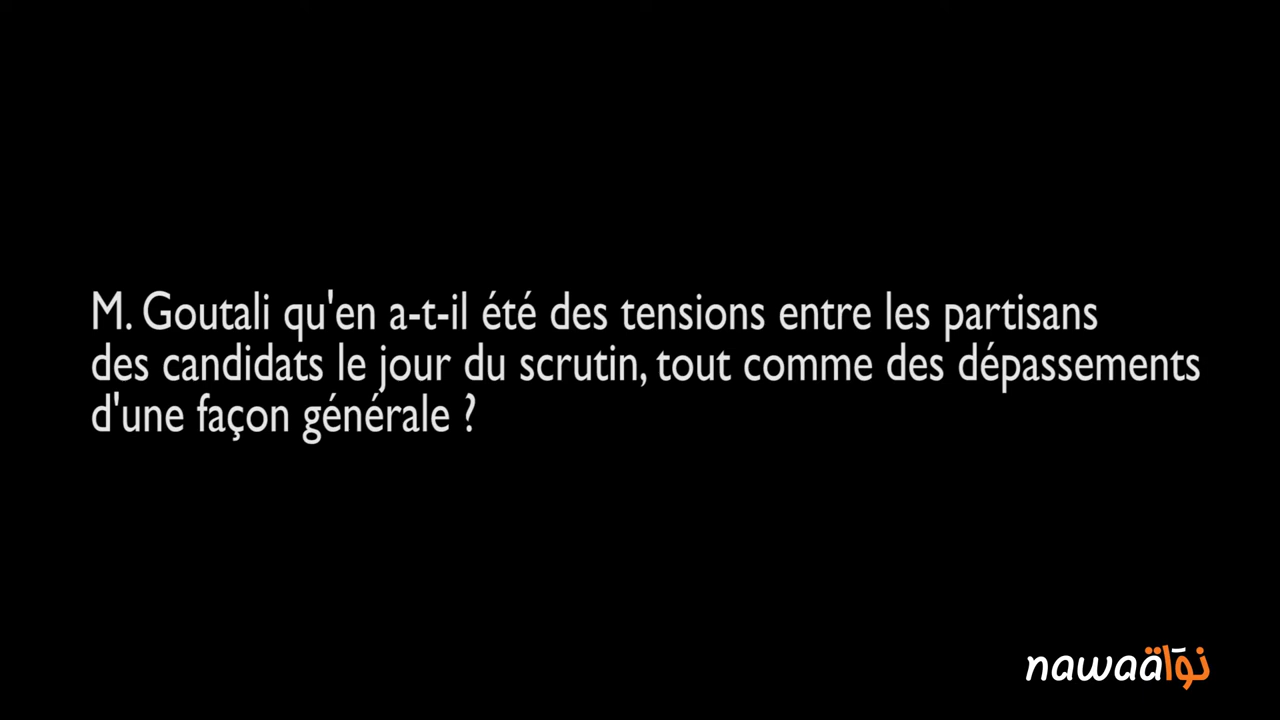 M. Goutali qu'en a-t-il été des tensions entre les partisans
des candidats le jour du scrutin, tout comme des dépassements
d'une façon générale ?
nawaaنواة